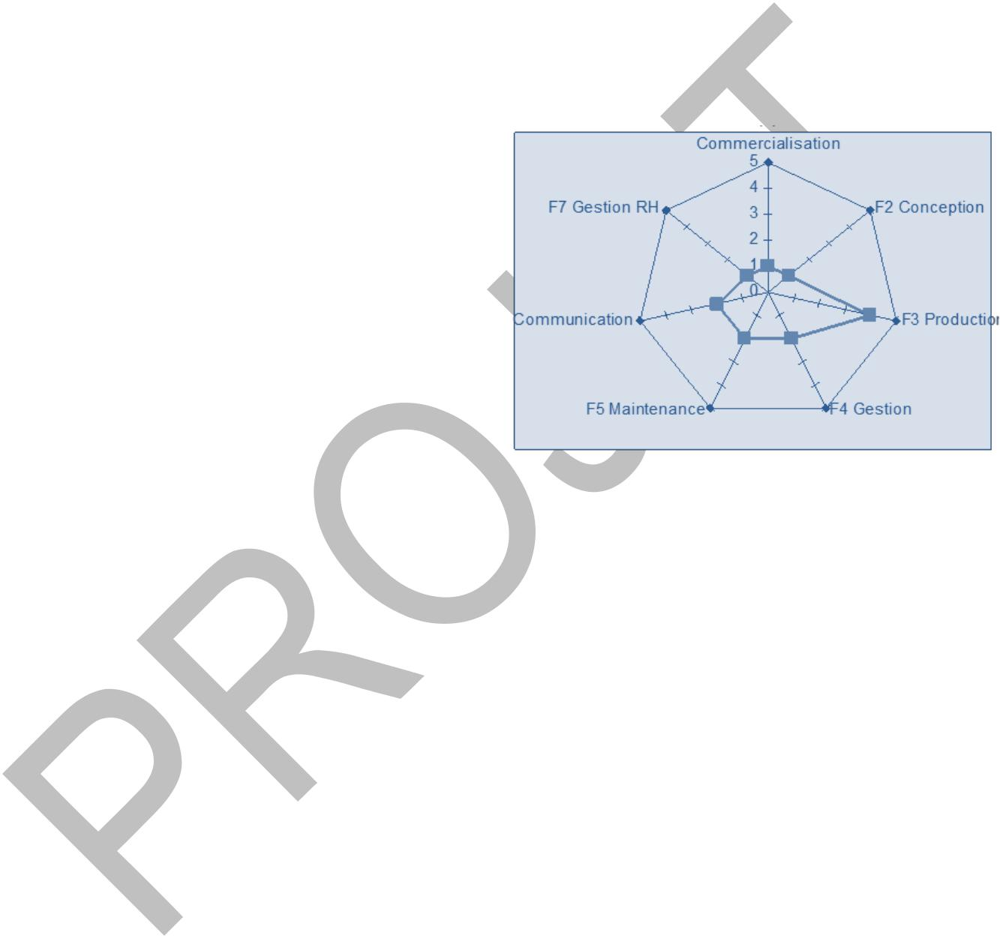 Commercialisation
5
4
F7 Gestion RH
F2 Conception
3
2
1
0
Communication
F3 Production
F5 Maintenance
F4 Gestion